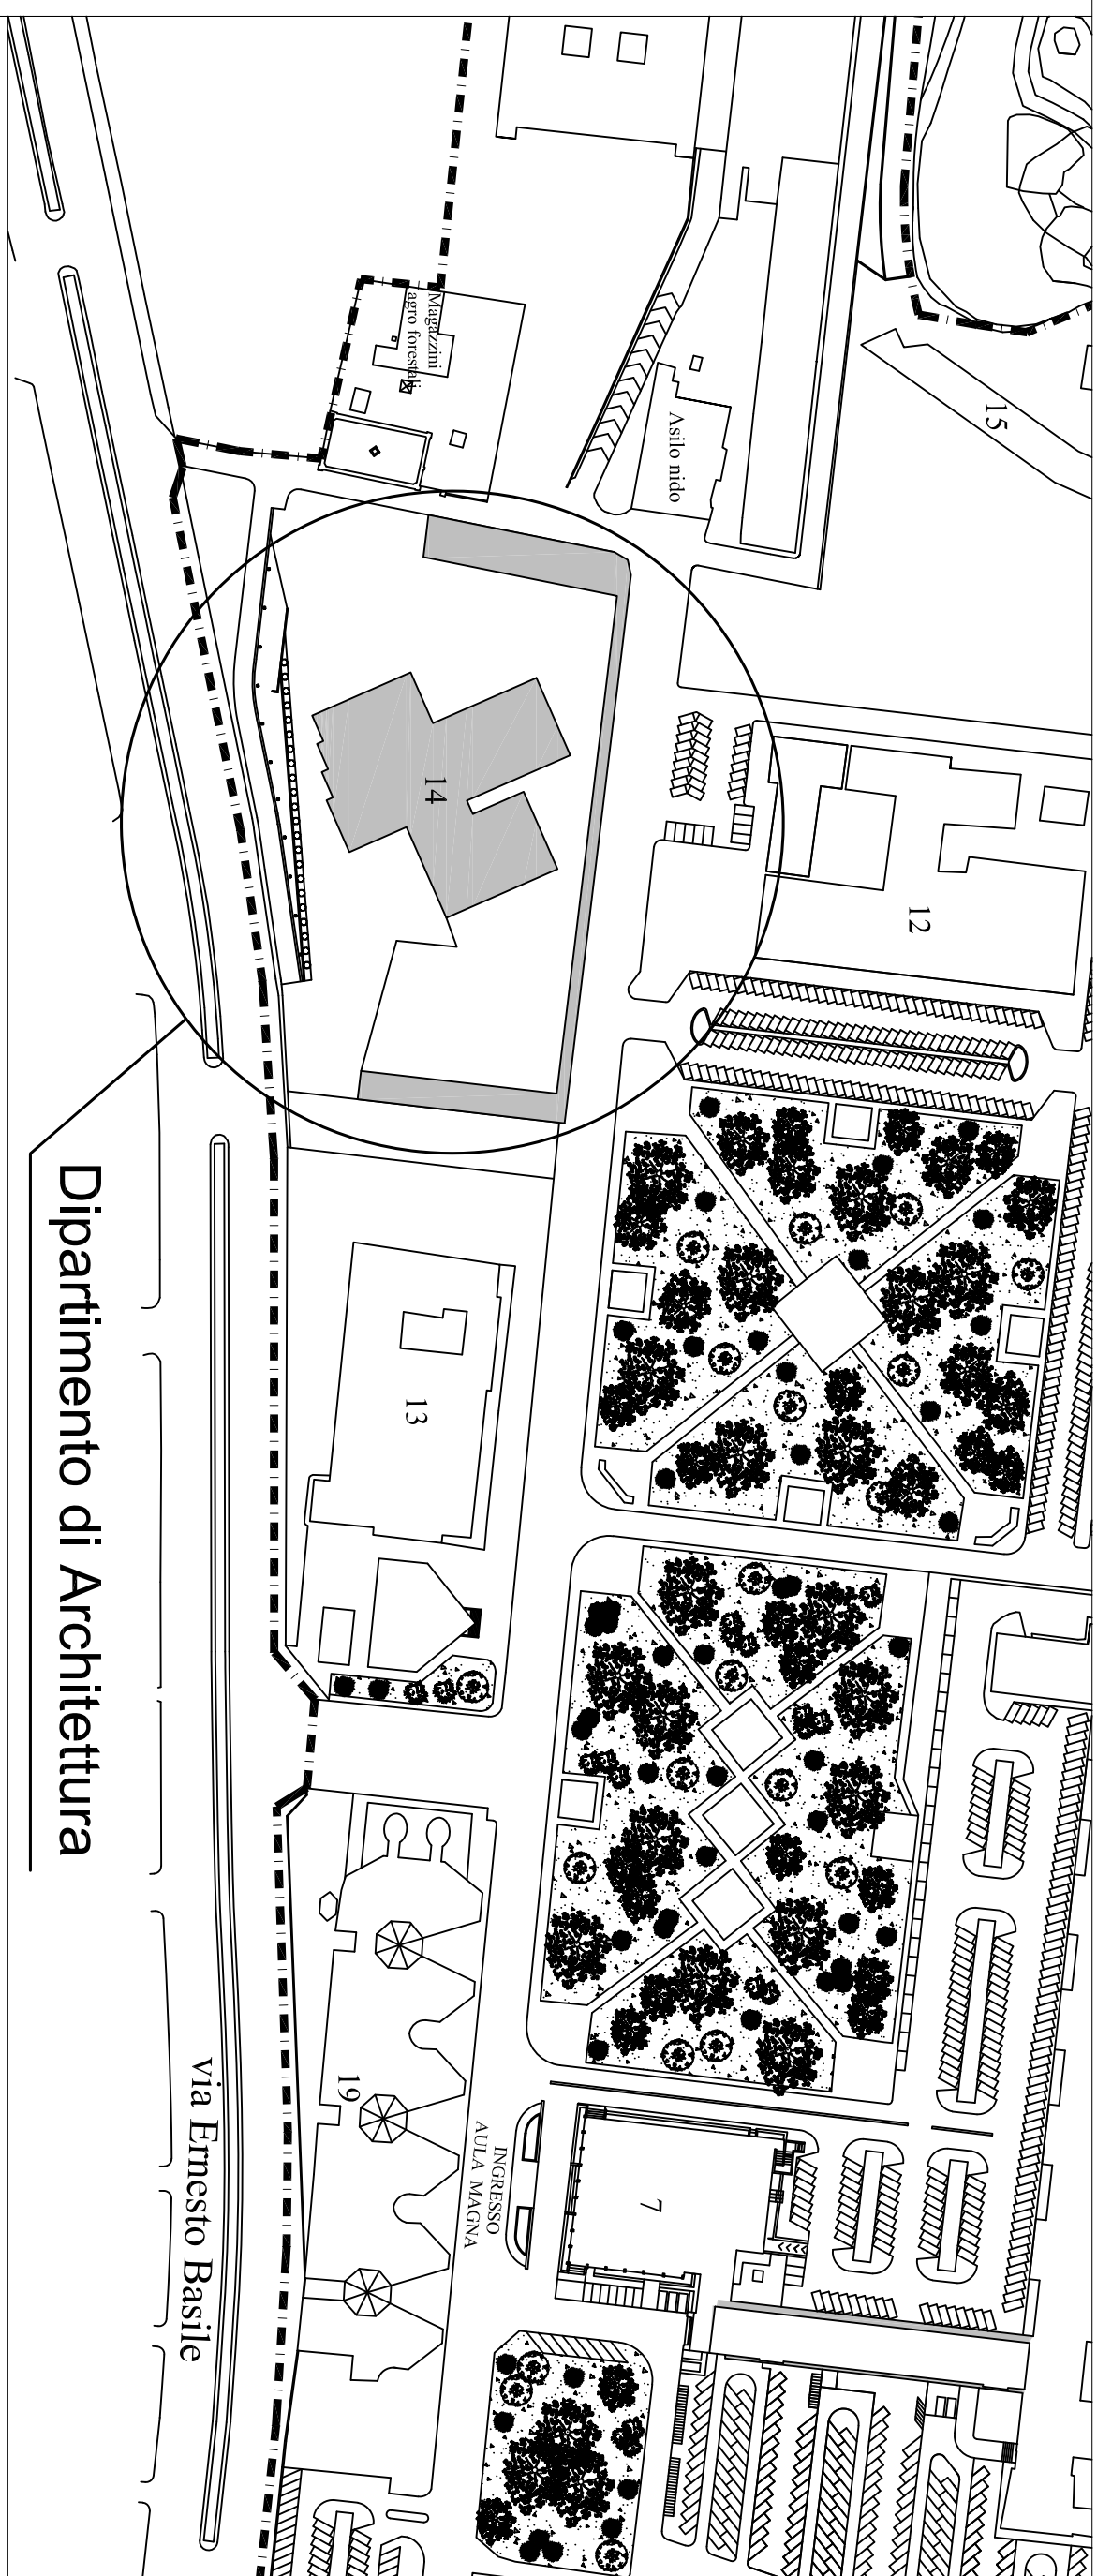 15
Magazzini
agro forestali
Asilo nido
14
12
Dipartimento di Architettura
13
19
INGRESSO
AULA MAGNA
7
via Ernesto Basile